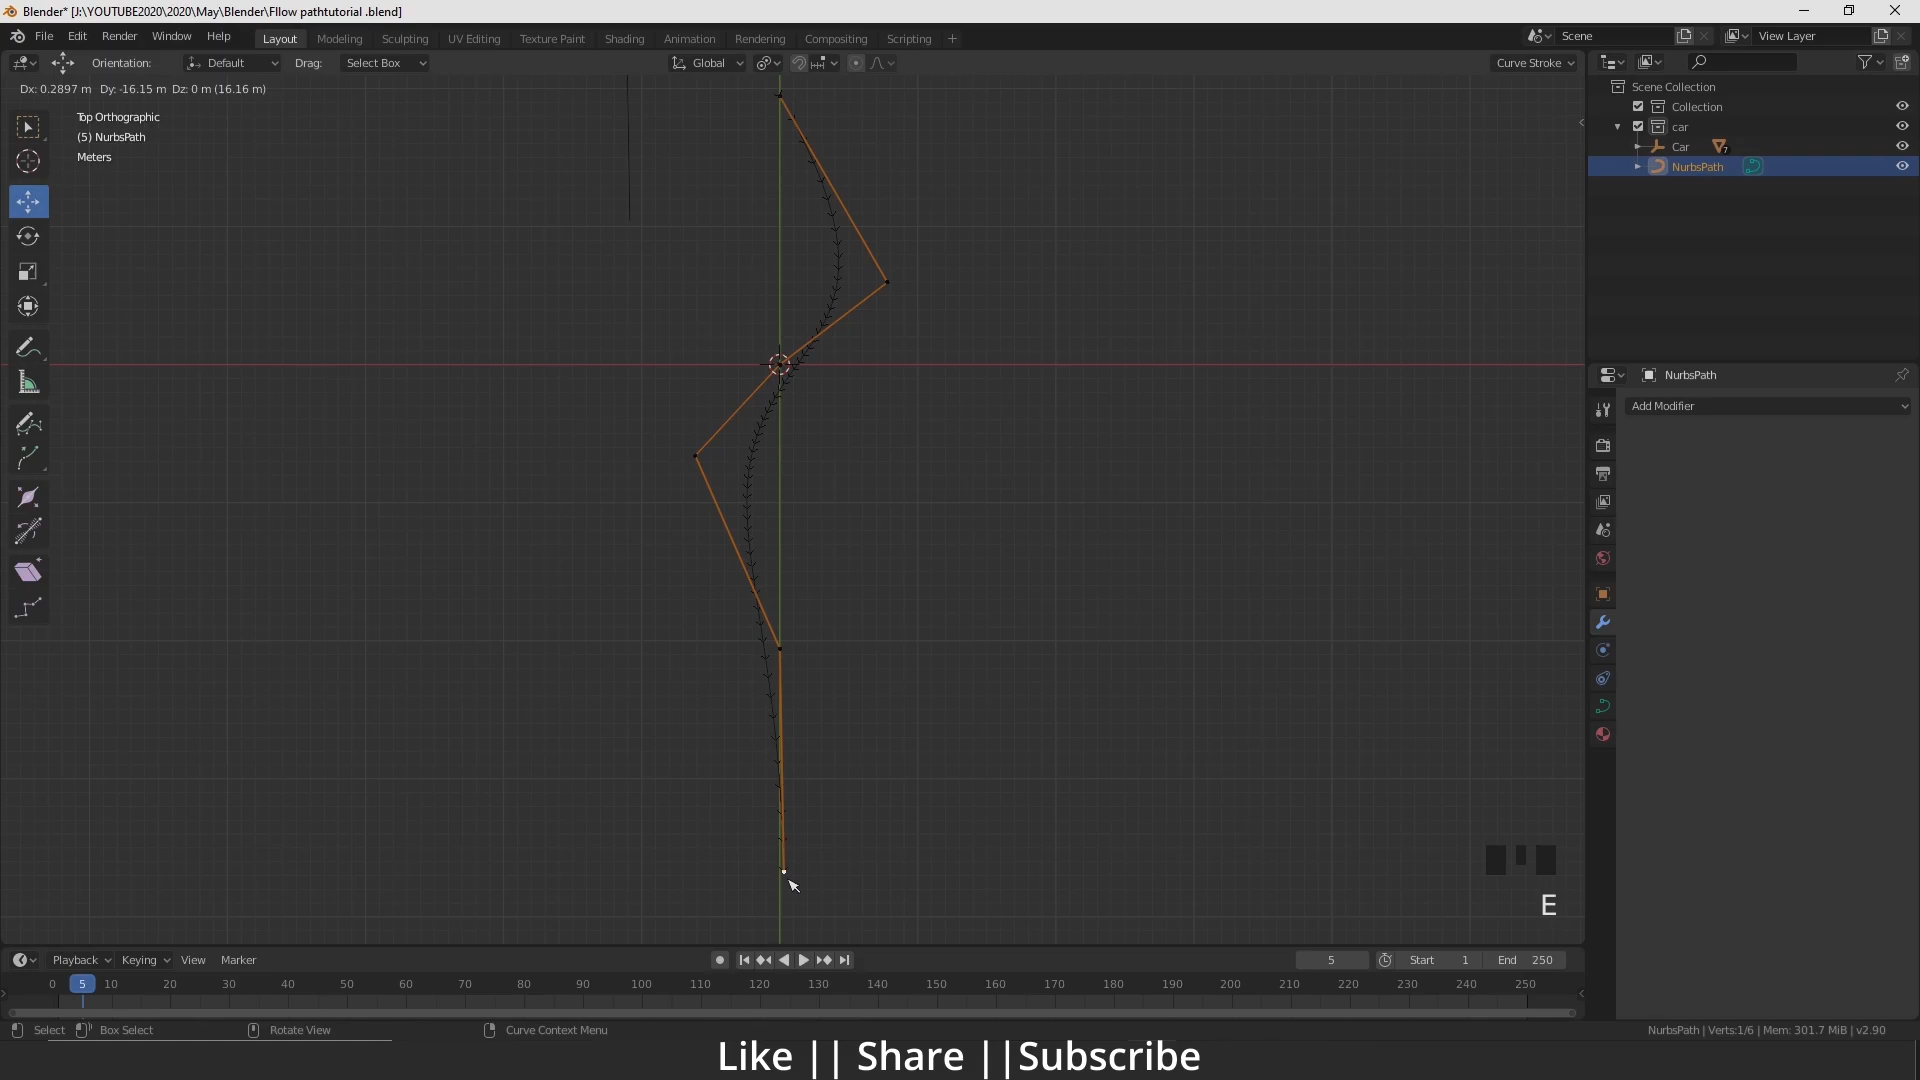 Blender* [J:\YOUTUBE2020\2020\May\Blender\Fllow pathtutorial .blend]
File Edit Render Window Help Layout Modeling Sculpting UV Editing Texture Paint Shading Animation Rendering Compositing Scripting + Scene View Layer
Orientation: Default Drag: Select Box Global Curve Stroke
Dx: 0.2897 m Dy: -16.15 m Dz: 0 m (16.16 m)
Top Orthographic
(5) NurbsPath
Meters
Scene Collection
Collection
car
Car 7
NurbsPath
NurbsPath
Add Modifier
E
Playback Keying View Marker 5 Start 1 End 250
0 5 10 20 30 40 50 60 70 80 90 100 110 120 130 140 150 160 170 180 190 200 210 220 230 240 250
Select Box Select Rotate View Curve Context Menu NurbsPath | Verts:1/6 | Mem: 301.7 MiB | v2.90
Like || Share ||Subscribe